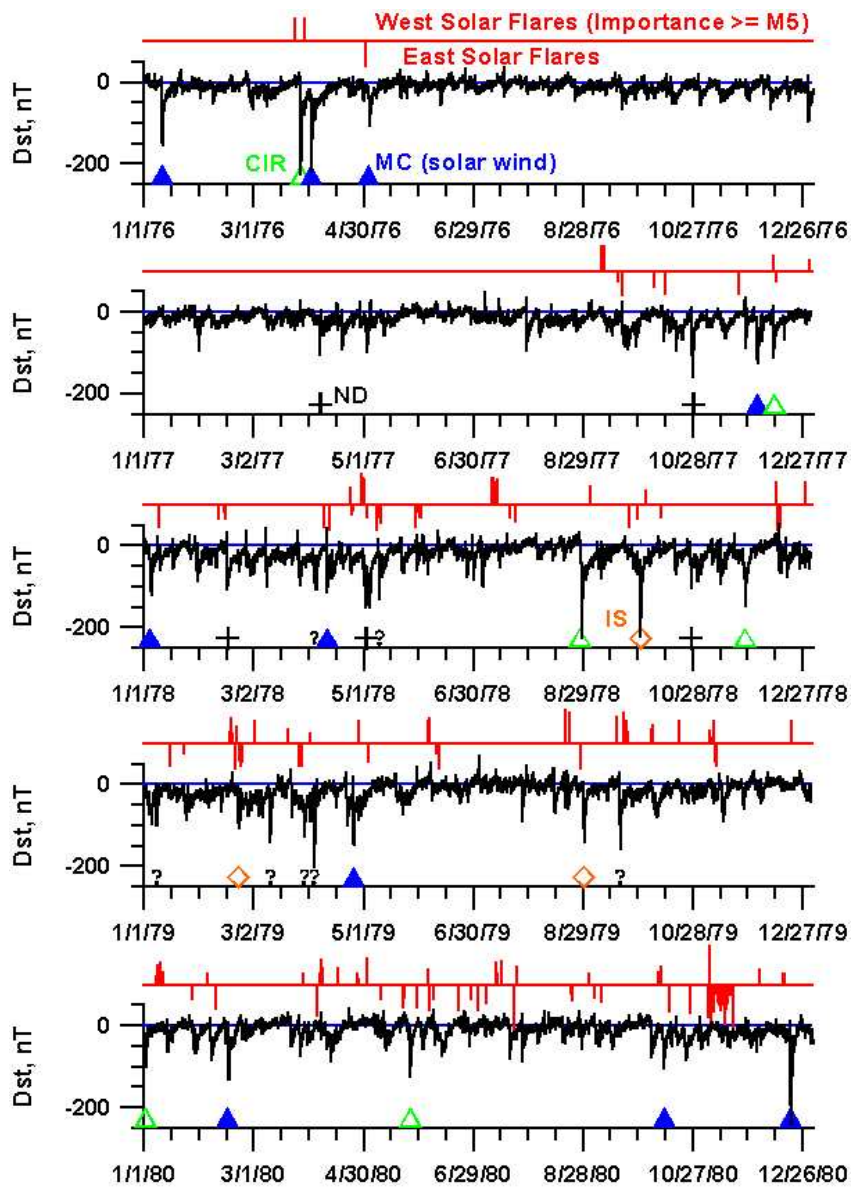 West Solar Flares (Importance >= M5)
East Solar Flares
0
Dst, nT
-200
CIR
MC (solar wind)
1/1/76 3/1/76 4/30/76 6/29/76 8/28/76 10/27/76 12/26/76
0
Dst, nT
-200
ND
1/1/77 3/2/77 5/1/77 6/30/77 8/29/77 10/28/77 12/27/77
0
Dst, nT
-200
IS
? ?
1/1/78 3/2/78 5/1/78 6/30/78 8/29/78 10/28/78 12/27/78
0
Dst, nT
-200
? ? ?? ?
1/1/79 3/2/79 5/1/79 6/30/79 8/29/79 10/28/79 12/27/79
0
Dst, nT
-200
1/1/80 3/1/80 4/30/80 6/29/80 8/28/80 10/27/80 12/26/80